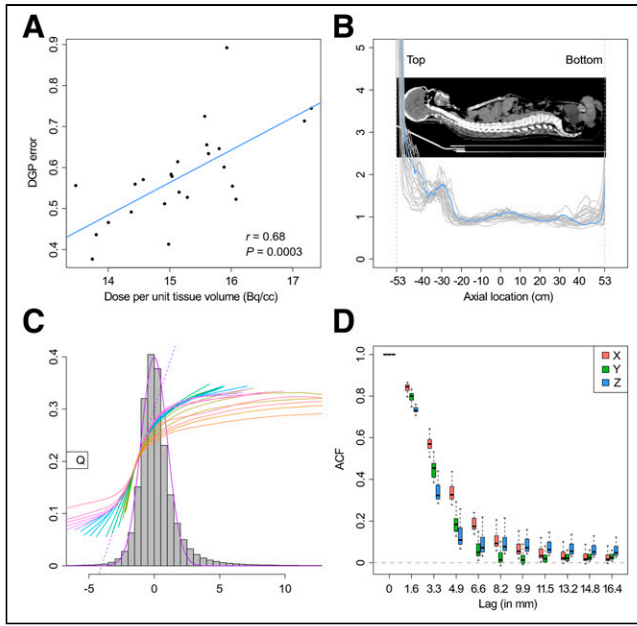 A
DGP error
0.9
0.8
0.7
0.6
0.5
0.4
r = 0.68
P = 0.0003
14 15 16 17
Dose per unit tissue volume (Bq/cc)
B
Top Bottom
5
4
3
2
1
0
-53 -40 -30 -20 -10 0 10 20 30 40 53
Axial location (cm)
C
0.4
0.3
0.2
0.1
0
Q
-5 0 5 10
D
ACF
X
Y
Z
1.0
0.8
0.6
0.4
0.2
0
0 1.6 3.3 4.9 6.6 8.2 9.9 11.5 13.2 14.8 16.4
Lag (in mm)